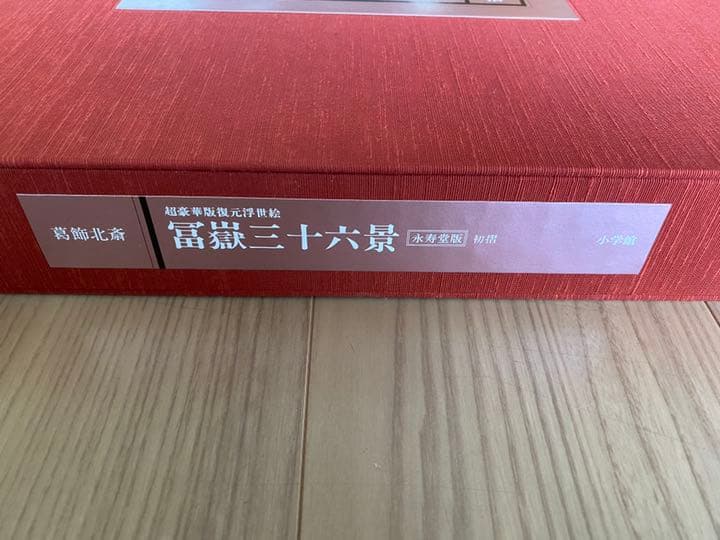 葛飾北斎
超豪華版復元浮世絵
冨嶽三十六景 永寿堂版 初摺
小学館